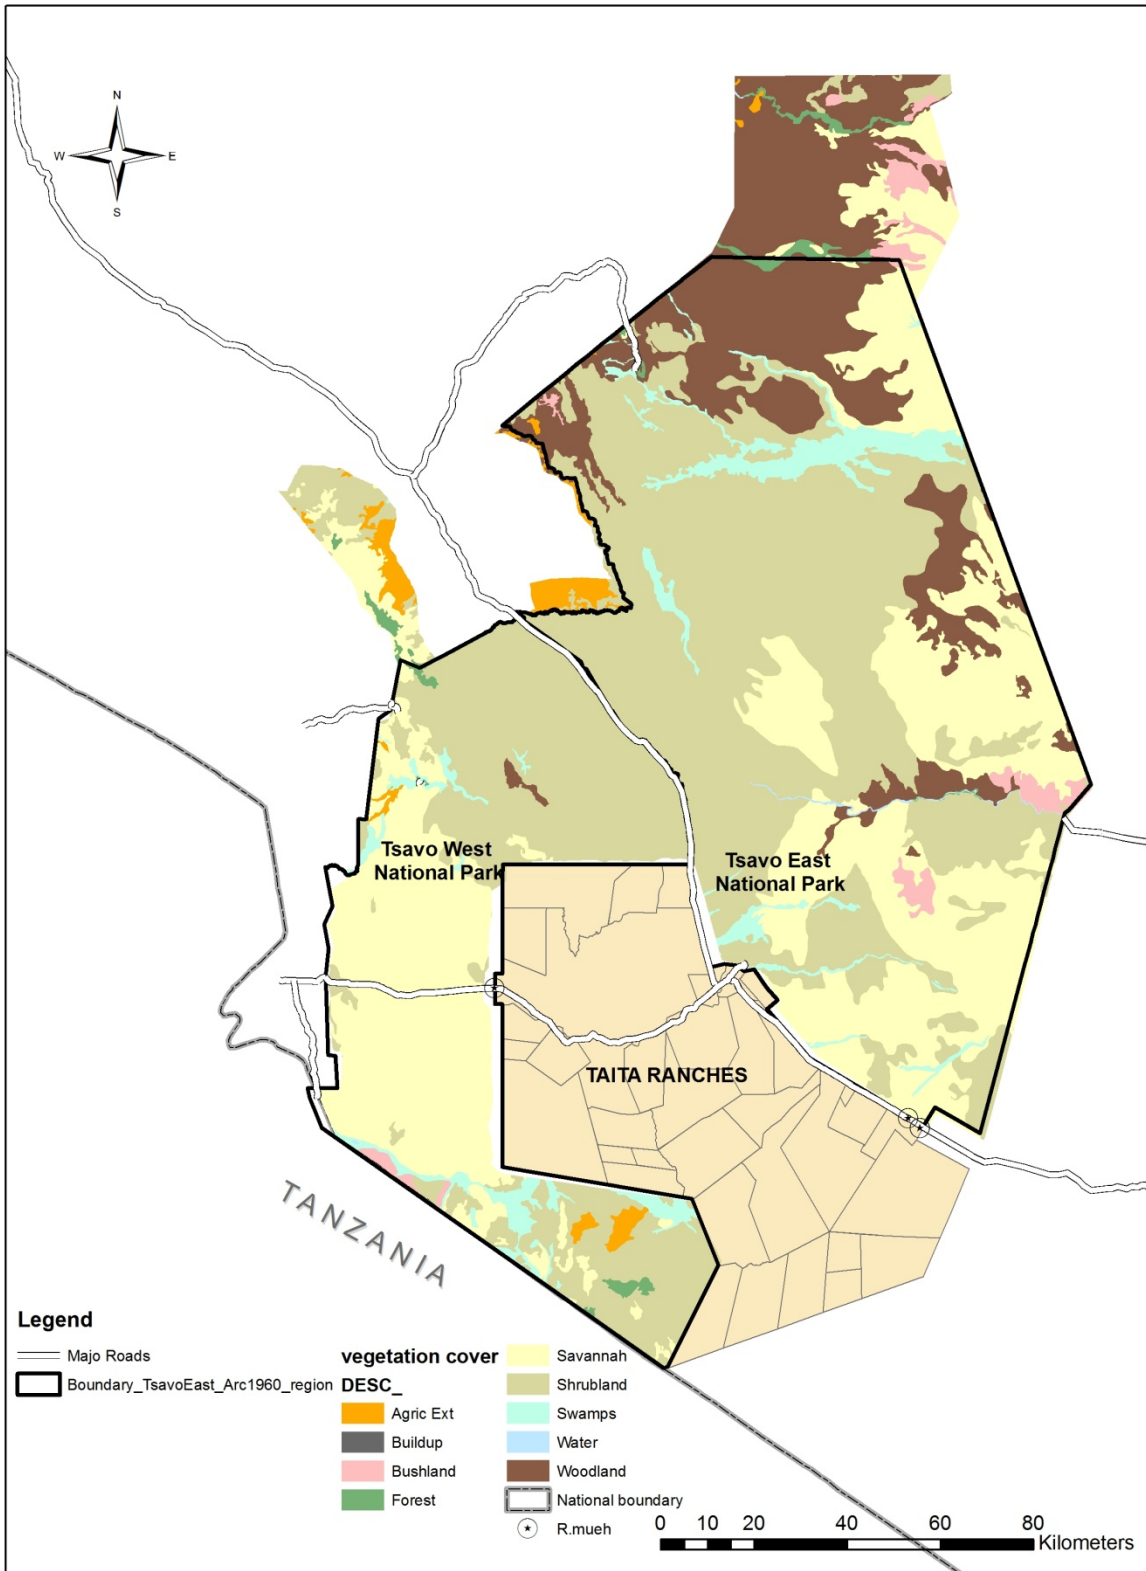 N
W E
S
Tsavo West
National Park
Tsavo East
National Park
TAITA RANCHES
TANZANIA
Legend
Majo Roads
Boundary_TsavoEast_Arc1960_region
vegetation cover
DESC_
Agric Ext
Buildup
Bushland
Forest
Savannah
Shrubland
Swamps
Water
Woodland
National boundary
R.mueh
0 10 20 40 60 80
Kilometers